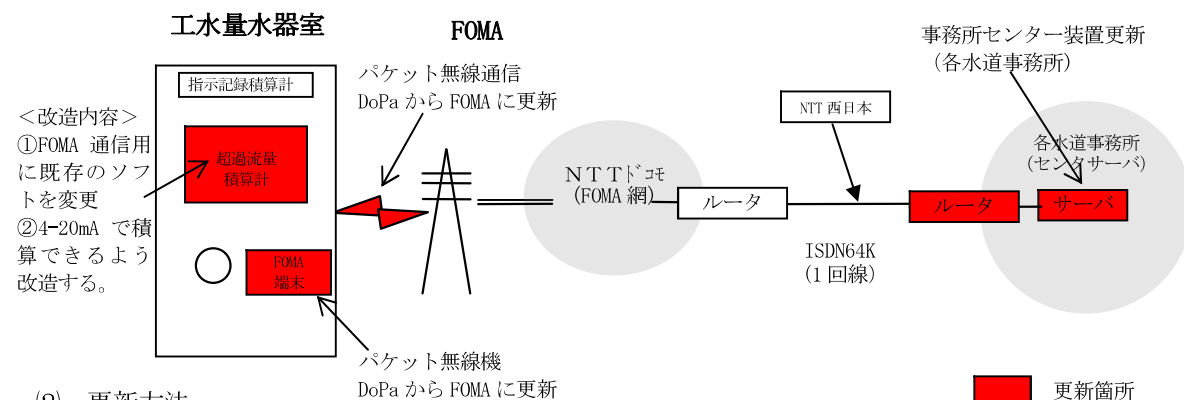 工水量水器室
FOMA
事務所センター装置更新
(各水道事務所)
指示記録積算計
パケット無線通信
DoPa から FOMA に更新
NTT 西日本
<改造内容>
①FOMA 通信用
に既存のソフ
トを変更
②4-20mA で積
算できるよう
改造する。
超過流量
積算計
各水道事務所
(センタサーバ)
NTTドコモ
(FOMA 網)
ルータ
ルータ
サーバ
ISDN64K
(1 回線)
FOMA
端末
パケット無線機
DoPa から FOMA に更新
更新箇所
(2) 更新方法